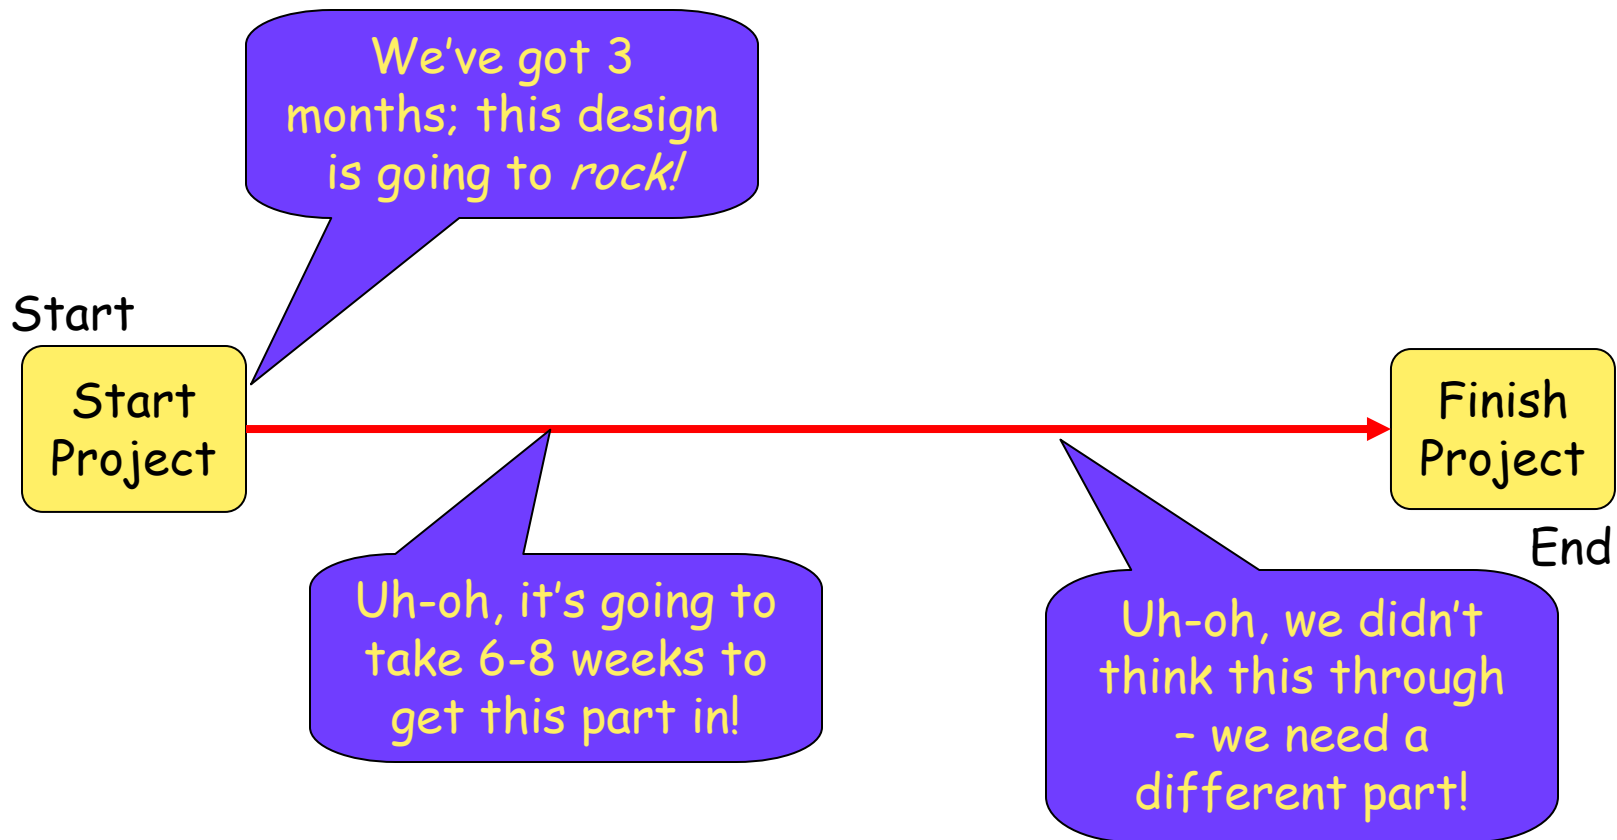 We've got 3
months; this design
is going to rock!
Start
Start
Project
Finish
Project
End
Uh-oh, it's going to
take 6-8 weeks to
get this part in!
Uh-oh, we didn't
think this through
– we need a
different part!